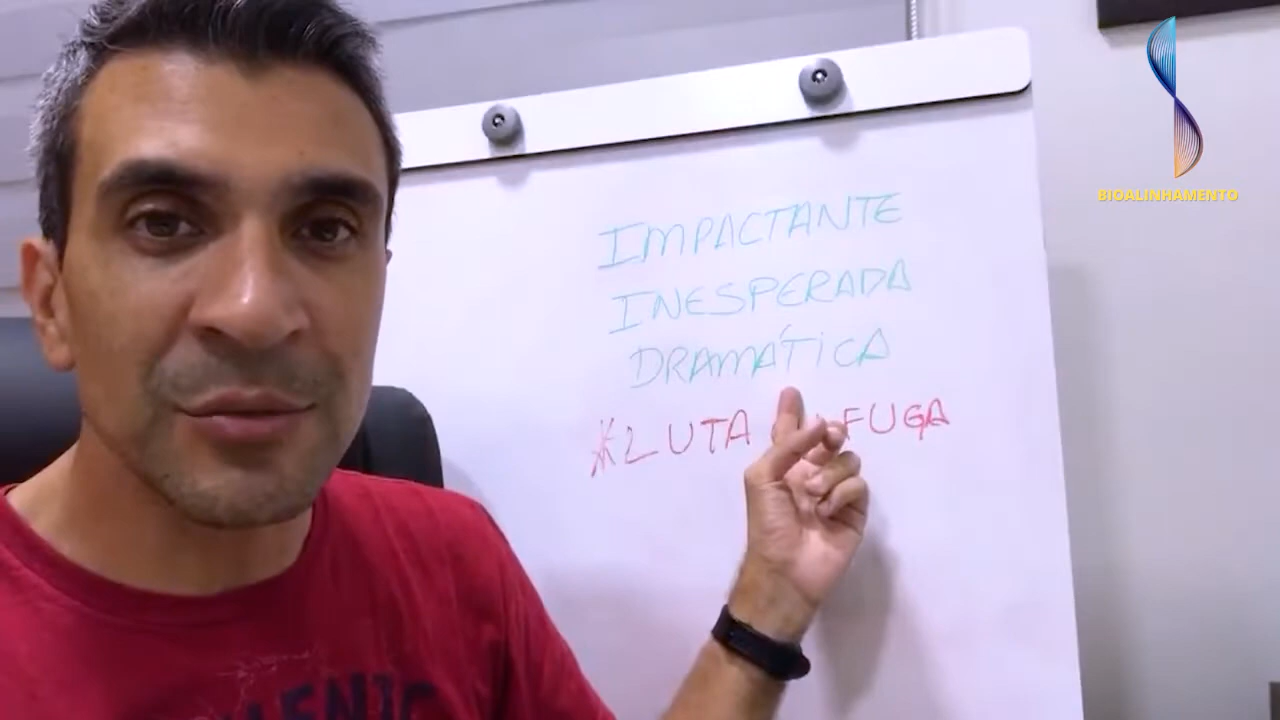 BIOALINHAMENTO
IMPACTANTE
INESPERADA
DRAMÁTICA
*LUTA FUGA